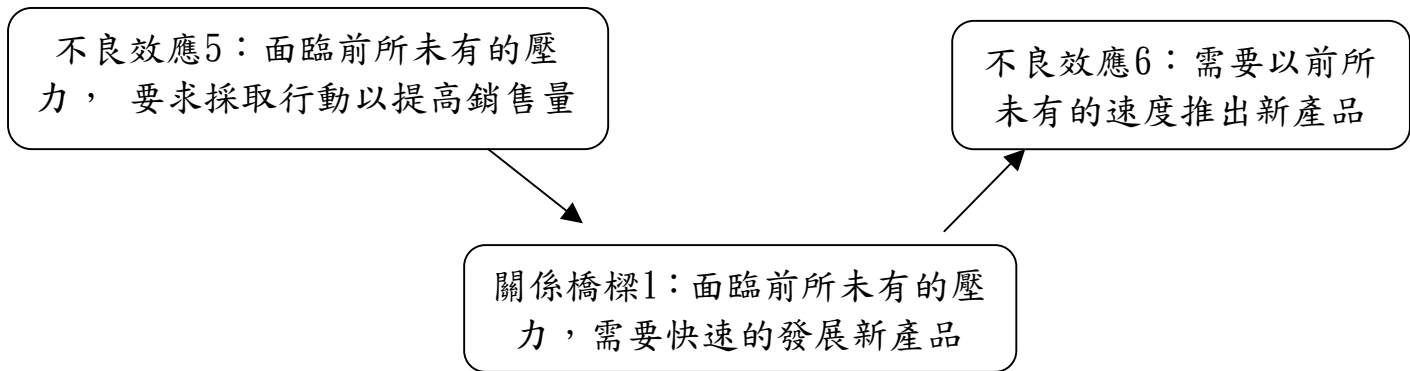 不良效應5：面臨前所未有的壓
力， 要求採取行動以提高銷售量
不良效應6：需要以前所
未有的速度推出新產品
關係橋樑1：面臨前所未有的壓
力，需要快速的發展新產品